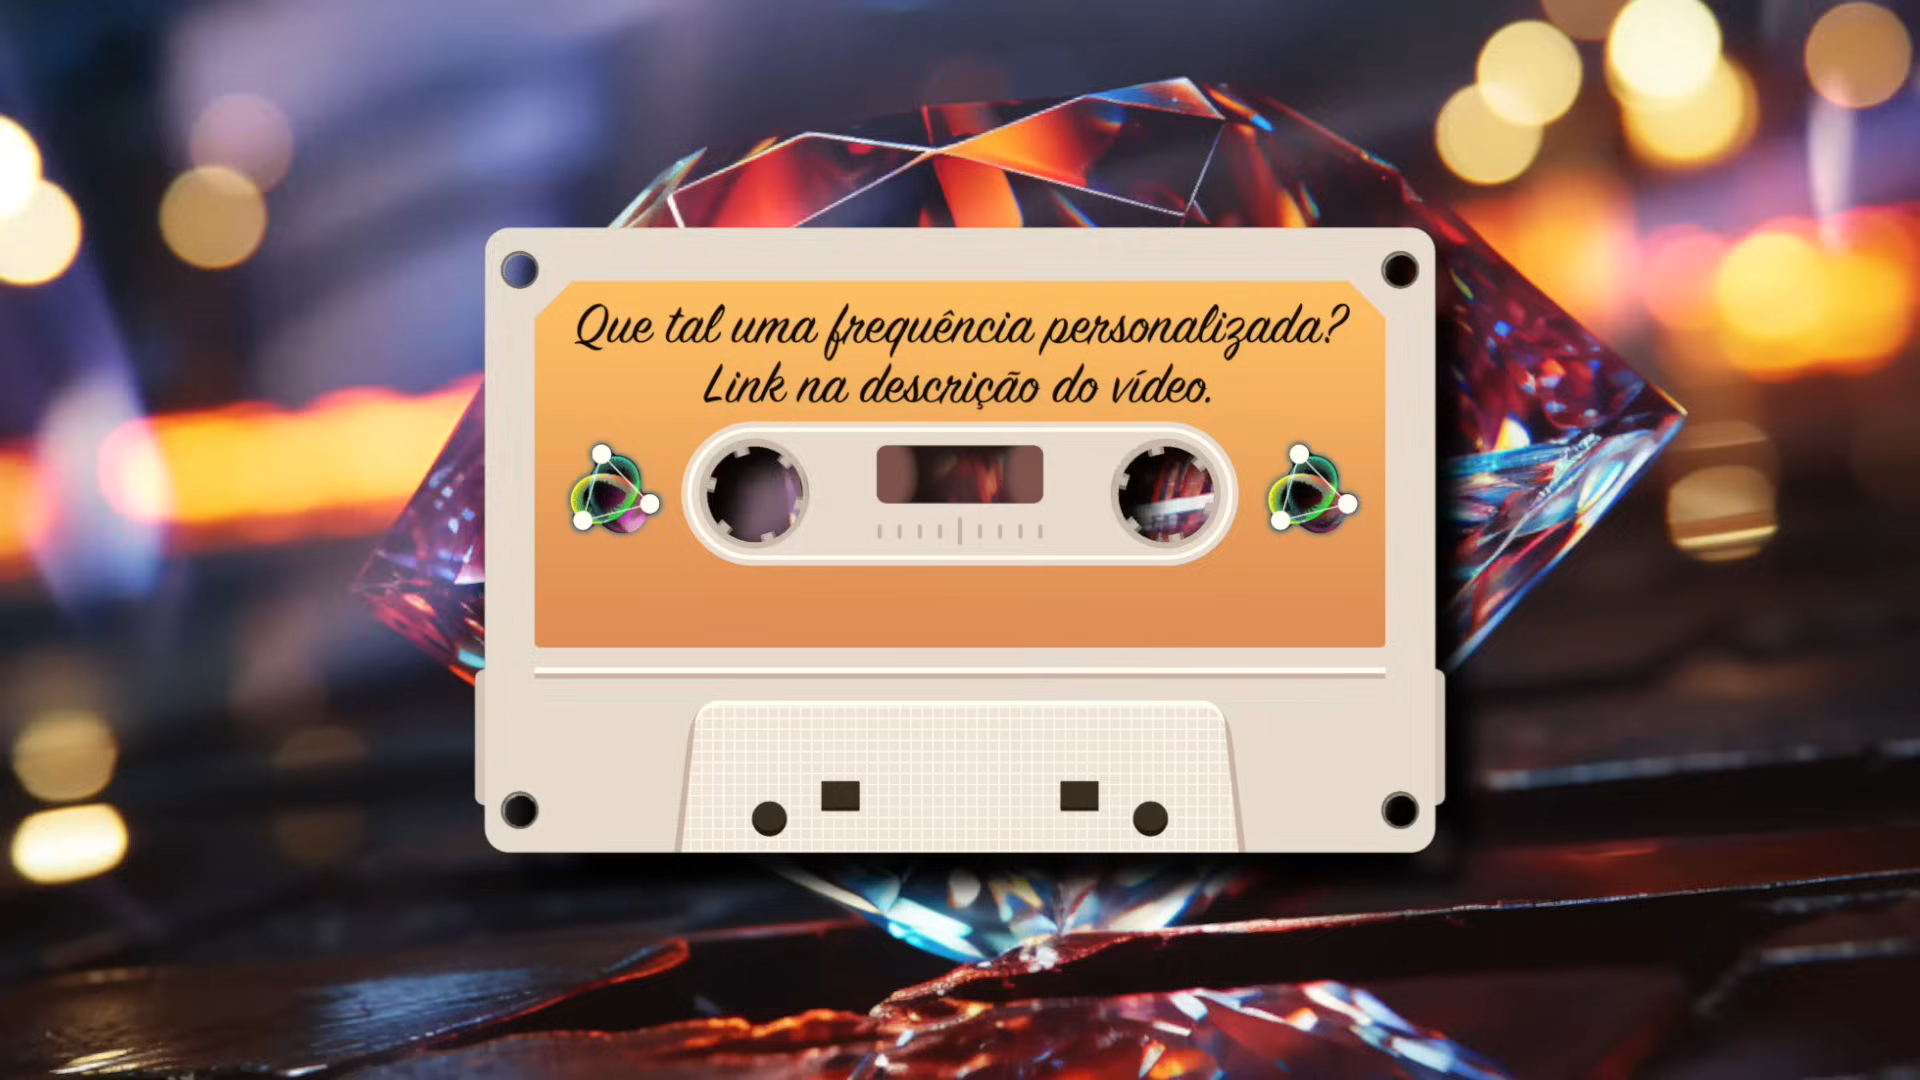 Que tal uma frequência personalizada?
Link na descrição do vídeo.